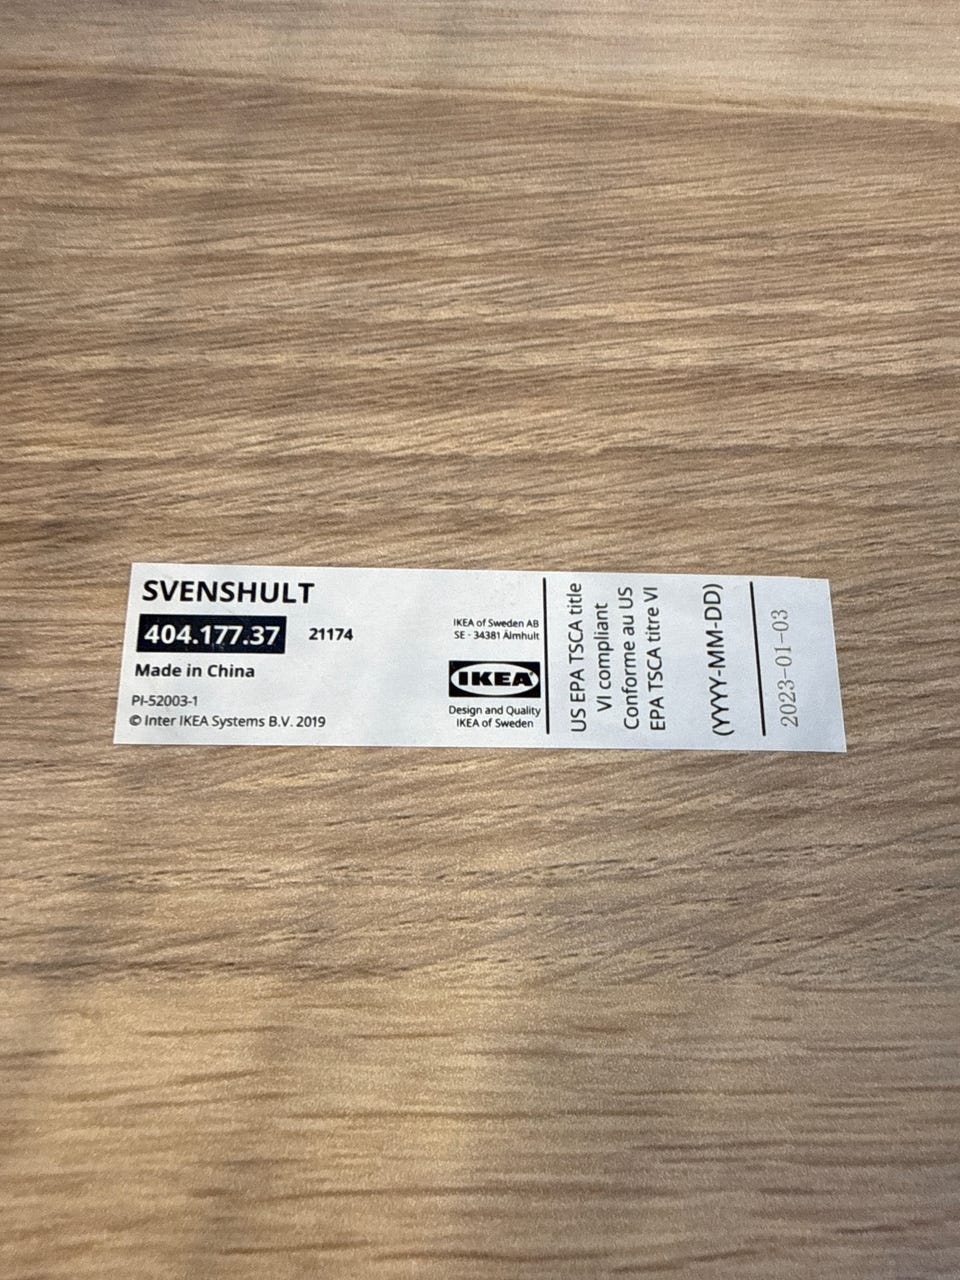 SVENSHULT
404.177.37 21174
Made in China
PI-52003-1
© Inter IKEA Systems B.V. 2019
IKEA of Sweden AB
SE - 34381 Älmhult
IKEA
Design and Quality
IKEA of Sweden
US EPA TSCA title
VI compliant
Conforme au US
EPA TSCA titre VI
(YYYY-MM-DD)
2023-01-03